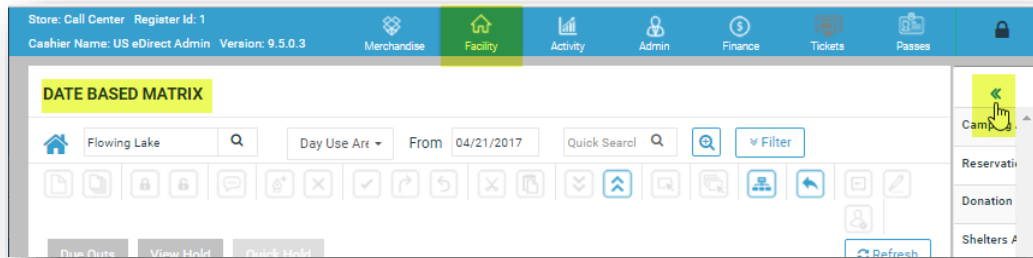 Store: Call Center Register Id: 1
Cashier Name: US eDirect Admin Version: 9.5.0.3
Merchandise Facility Activity Admin Finance Tickets Passes
DATE BASED MATRIX
Flowing Lake Day Use Are From 04/21/2017 Quick Searcl Filter
Camping
Reservati
Donation
Shelters A
Due Outs View Hold Quick Hold Refresh